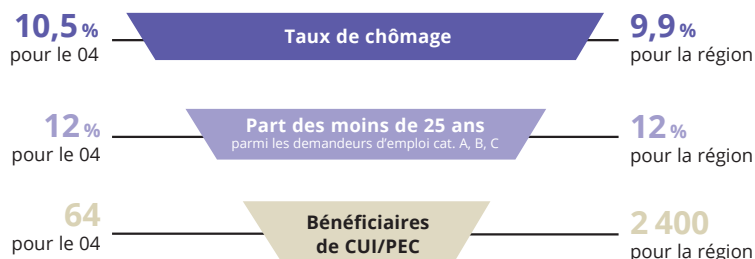 10,5 %
pour le 04
Taux de chômage
9,9 %
pour la région
12 %
pour le 04
Part des moins de 25 ans
parmi les demandeurs d'emploi cat. A, B, C
12 %
pour la région
64
pour le 04
Bénéficiaires
de CUI/PEC
2 400
pour la région